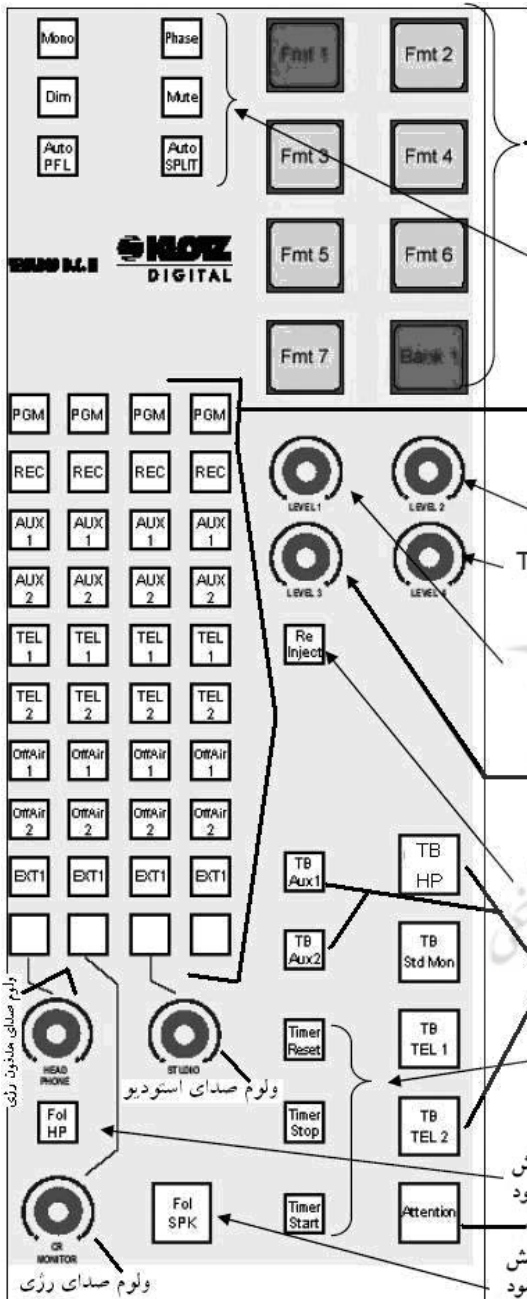 Mono
Phase
Fmt 1
Fmt 2
Dim
Mute
Auto
PFL
Auto
SPLIT
Fmt 3
Fmt 4
KLOTZ
DIGITAL
Fmt 5
Fmt 6
Fmt 7
Bank 1
PGM PGM PGM PGM
REC REC REC REC
LEVEL 1
LEVEL 2
AUX
1
AUX
1
AUX
1
AUX
1
AUX
2
AUX
2
AUX
2
AUX
2
T
LEVEL 3
LEVEL 4
TEL
1
TEL
1
TEL
1
TEL
1
Re
Inject
TEL
2
TEL
2
TEL
2
TEL
2
OffAir
1
OffAir
1
OffAir
1
OffAir
1
OffAir
2
OffAir
2
OffAir
2
OffAir
2
EXT1 EXT1 EXT1 EXT1
TB
Aux1
TB
HP
TB
Aux2
TB
Std Mon
ولوم صدای هدفون رژی
HEAD
PHONE
STUDIO
ولوم صدای استودیو
Timer
Reset
TB
TEL 1
Fol
HP
Timer
Stop
TB
TEL 2
ش
ود
CR
MONITOR
Fol
SPK
Timer
Start
Attention
ولوم صدای رژی
ش
ود